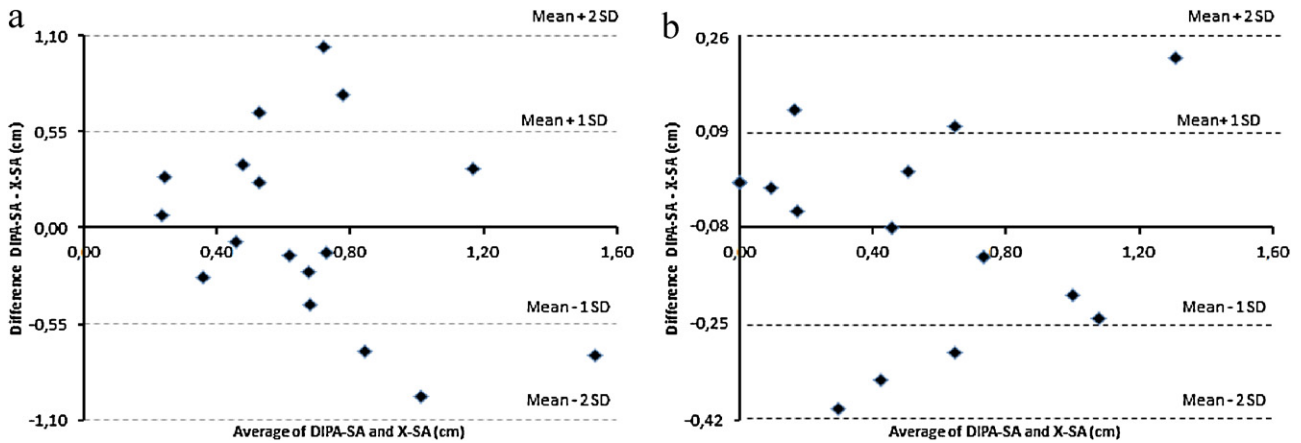 a
Mean + 2SD
1,10
Mean + 1SD
0,55
0,00
0,00 0,40 0,80 1,20 1,60
Mean - 1SD
-0,55
Mean - 2SD
-1,10
Difference DIPA-SA - X-SA (cm)
Average of DIPA-SA and X-SA (cm)
b
Mean + 2SD
0,26
Mean + 1SD
0,09
-0,08
0,00 0,40 0,80 1,20 1,60
Mean - 1SD
-0,25
Mean - 2SD
-0,42
Difference DIPA-SA - X-SA (cm)
Average of DIPA-SA and X-SA (cm)